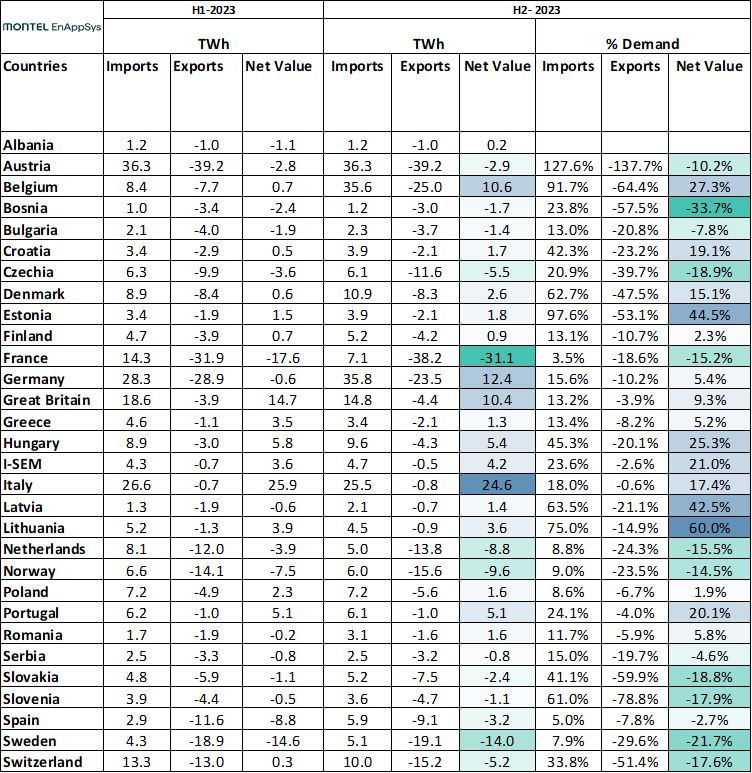 H1-2023 H2- 2023
MONTEL EnAppSys
TWh TWh % Demand
Countries Imports Exports Net Value Imports Exports Net Value Imports Exports Net Value
Albania 1.2 -1.0 -1.1 1.2 -1.0 0.2
Austria 36.3 -39.2 -2.8 36.3 -39.2 -2.9 127.6% -137.7% -10.2%
Belgium 8.4 -7.7 0.7 35.6 -25.0 10.6 91.7% -64.4% 27.3%
Bosnia 1.0 -3.4 -2.4 1.2 -3.0 -1.7 23.8% -57.5% -33.7%
Bulgaria 2.1 -4.0 -1.9 2.3 -3.7 -1.4 13.0% -20.8% -7.8%
Croatia 3.4 -2.9 0.5 3.9 -2.1 1.7 42.3% -23.2% 19.1%
Czechia 6.3 -9.9 -3.6 6.1 -11.6 -5.5 20.9% -39.7% -18.9%
Denmark 8.9 -8.4 0.6 10.9 -8.3 2.6 62.7% -47.5% 15.1%
Estonia 3.4 -1.9 1.5 3.9 -2.1 1.8 97.6% -53.1% 44.5%
Finland 4.7 -3.9 0.7 5.2 -4.2 0.9 13.1% -10.7% 2.3%
France 14.3 -31.9 -17.6 7.1 -38.2 -31.1 3.5% -18.6% -15.2%
Germany 28.3 -28.9 -0.6 35.8 -23.5 12.4 15.6% -10.2% 5.4%
Great Britain 18.6 -3.9 14.7 14.8 -4.4 10.4 13.2% -3.9% 9.3%
Greece 4.6 -1.1 3.5 3.4 -2.1 1.3 13.4% -8.2% 5.2%
Hungary 8.9 -3.0 5.8 9.6 -4.3 5.4 45.3% -20.1% 25.3%
I-SEM 4.3 -0.7 3.6 4.7 -0.5 4.2 23.6% -2.6% 21.0%
Italy 26.6 -0.7 25.9 25.5 -0.8 24.6 18.0% -0.6% 17.4%
Latvia 1.3 -1.9 -0.6 2.1 -0.7 1.4 63.5% -21.1% 42.5%
Lithuania 5.2 -1.3 3.9 4.5 -0.9 3.6 75.0% -14.9% 60.0%
Netherlands 8.1 -12.0 -3.9 5.0 -13.8 -8.8 8.8% -24.3% -15.5%
Norway 6.6 -14.1 -7.5 6.0 -15.6 -9.6 9.0% -23.5% -14.5%
Poland 7.2 -4.9 2.3 7.2 -5.6 1.6 8.6% -6.7% 1.9%
Portugal 6.2 -1.0 5.1 6.1 -1.0 5.1 24.1% -4.0% 20.1%
Romania 1.7 -1.9 -0.2 3.1 -1.6 1.6 11.7% -5.9% 5.8%
Serbia 2.5 -3.3 -0.8 2.5 -3.2 -0.8 15.0% -19.7% -4.6%
Slovakia 4.8 -5.9 -1.1 5.2 -7.5 -2.4 41.1% -59.9% -18.8%
Slovenia 3.9 -4.4 -0.5 3.6 -4.7 -1.1 61.0% -78.8% -17.9%
Spain 2.9 -11.6 -8.8 5.9 -9.1 -3.2 5.0% -7.8% -2.7%
Sweden 4.3 -18.9 -14.6 5.1 -19.1 -14.0 7.9% -29.6% -21.7%
Switzerland 13.3 -13.0 0.3 10.0 -15.2 -5.2 33.8% -51.4% -17.6%